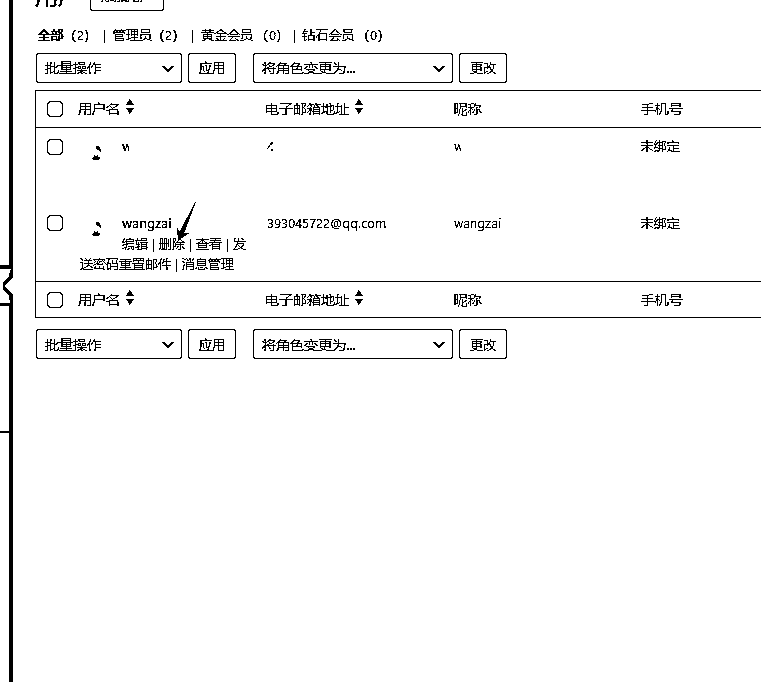 用户
全部 (2) | 管理员 (2) | 黄金会员 (0) | 钻石会员 (0)
批量操作 应用 将角色变更为... 更改
用户名 电子邮箱地址 昵称 手机号
未绑定
wangzai 393045722@qq.com wangzai 未绑定
编辑 | 删除 | 查看 | 发
送密码重置邮件 | 消息管理
用户名 电子邮箱地址 昵称 手机号
批量操作 应用 将角色变更为... 更改